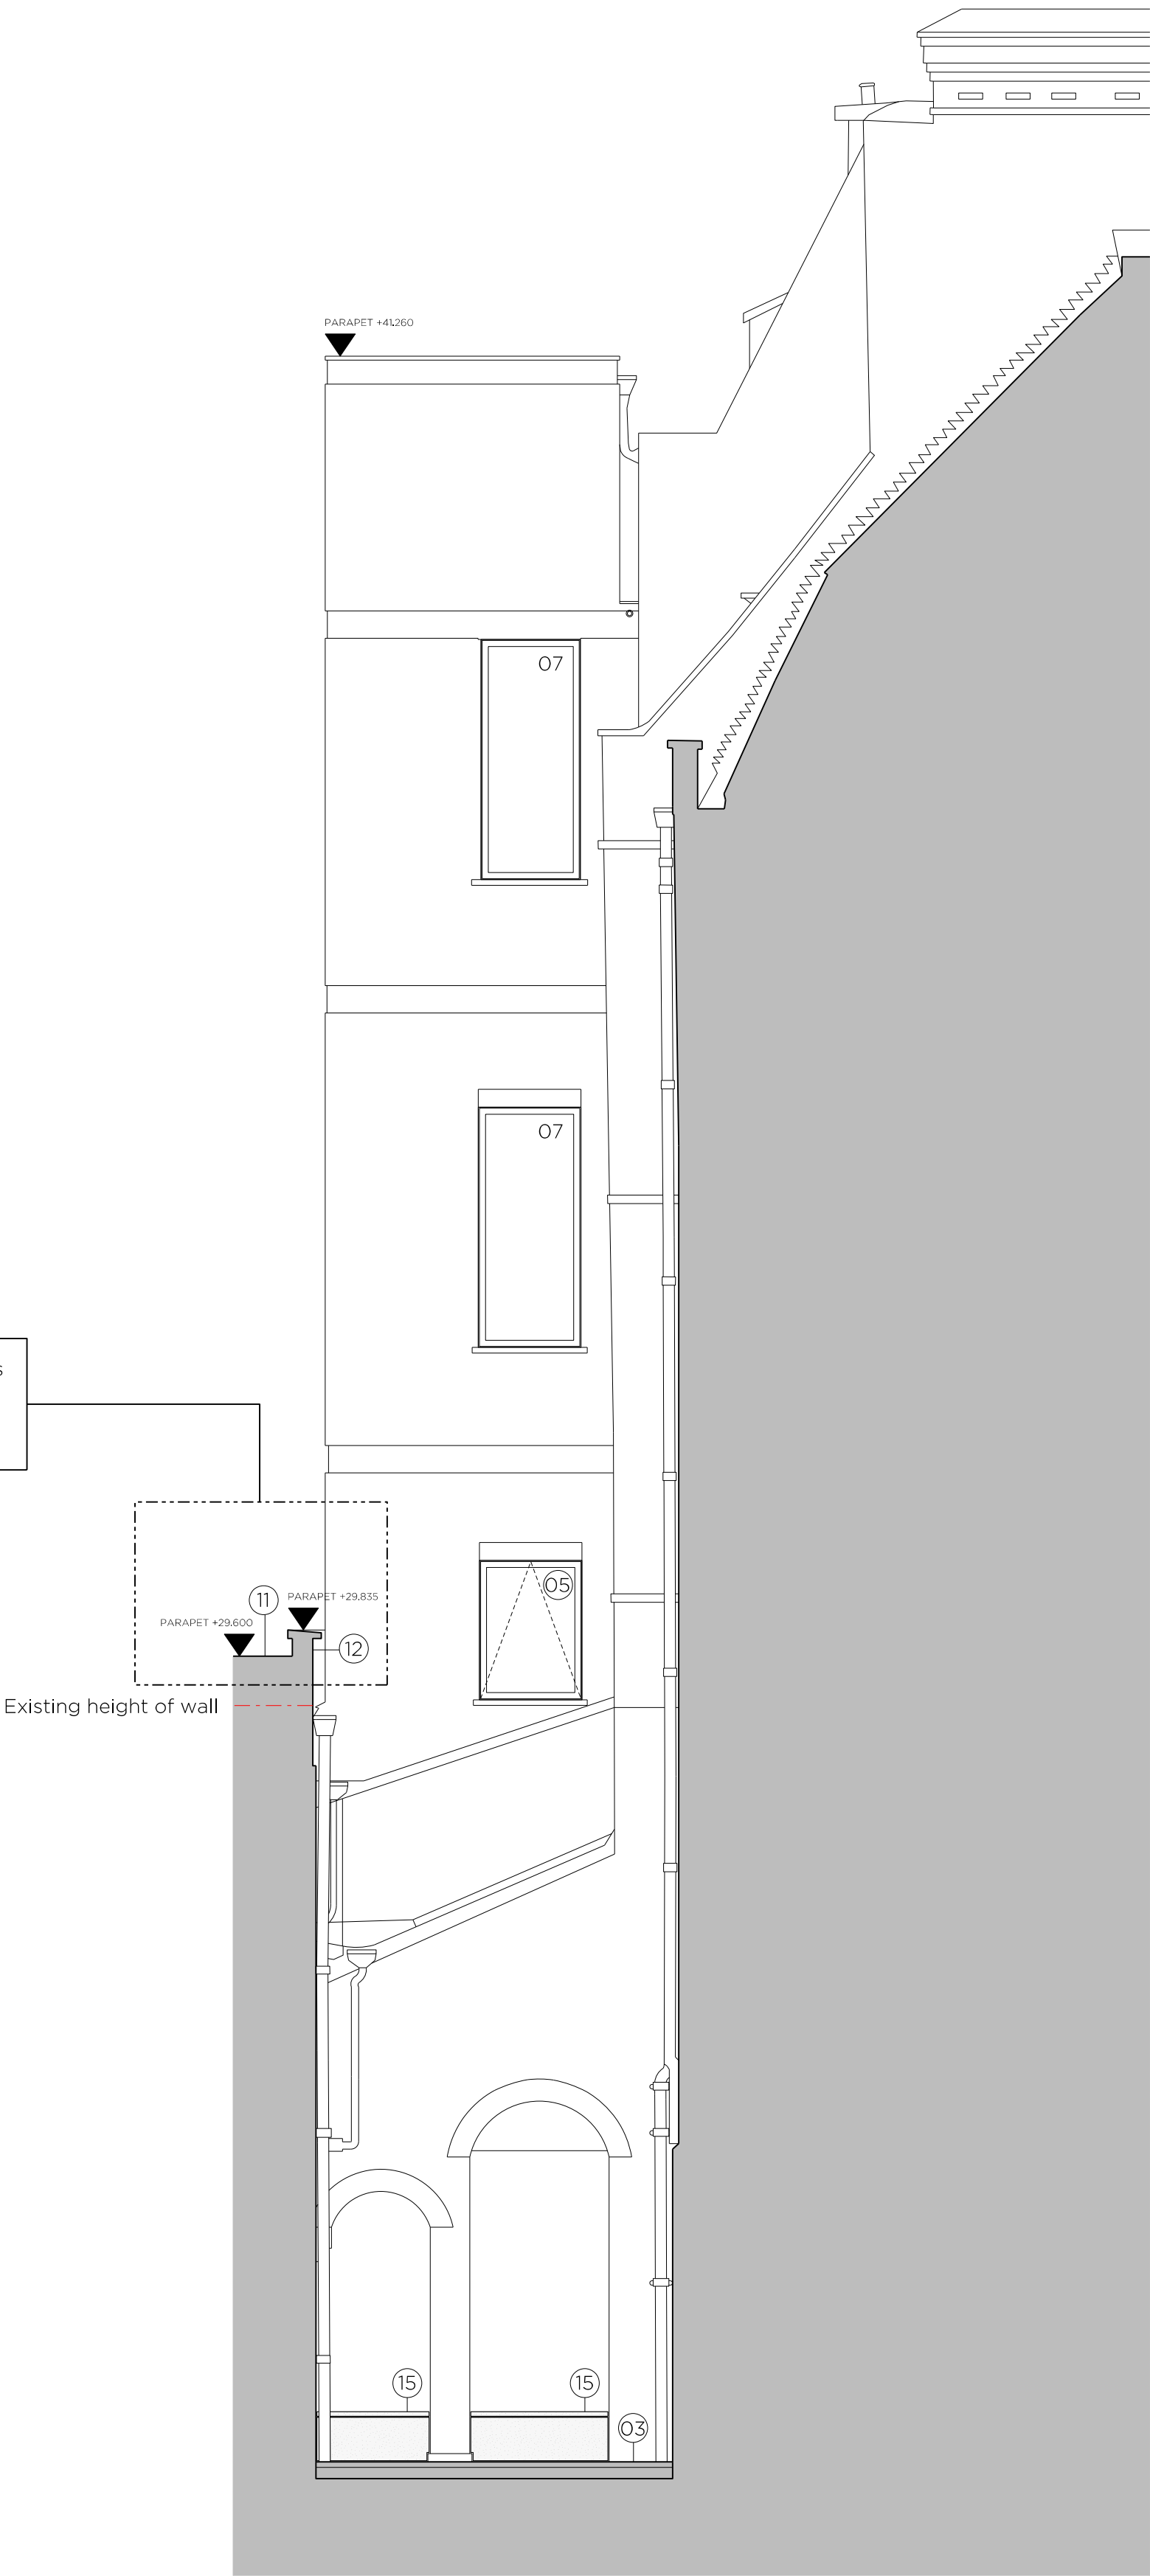 PARAPET +41.260
07
07
s
05
11
PARAPET +29.835
PARAPET +29.600
12
Existing height of wall
15
15
03